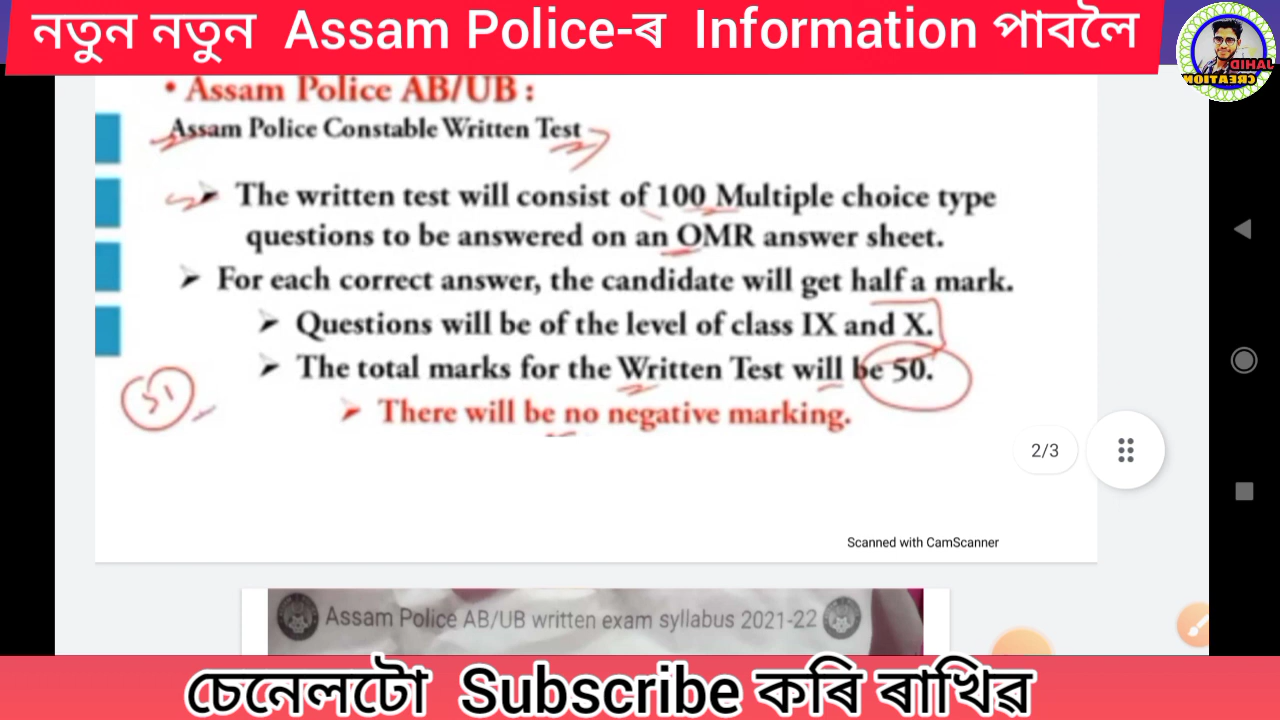 নতুন নতুন Assam Police-ৰ Information পাবলৈ
JAHID
CREATION
• Assam Police AB/UB :
Assam Police Constable Written Test
➤ The written test will consist of 100 Multiple choice type
questions to be answered on an OMR answer sheet.
➤ For each correct answer, the candidate will get half a mark.
➤ Questions will be of the level of class IX and X.
➤ The total marks for the Written Test will be 50.
➤ There will be no negative marking.
2/3
Scanned with CamScanner
Assam Police AB/UB written exam syllabus 2021-22
চেনেলটো Subscribe কৰি ৰাখিৱ